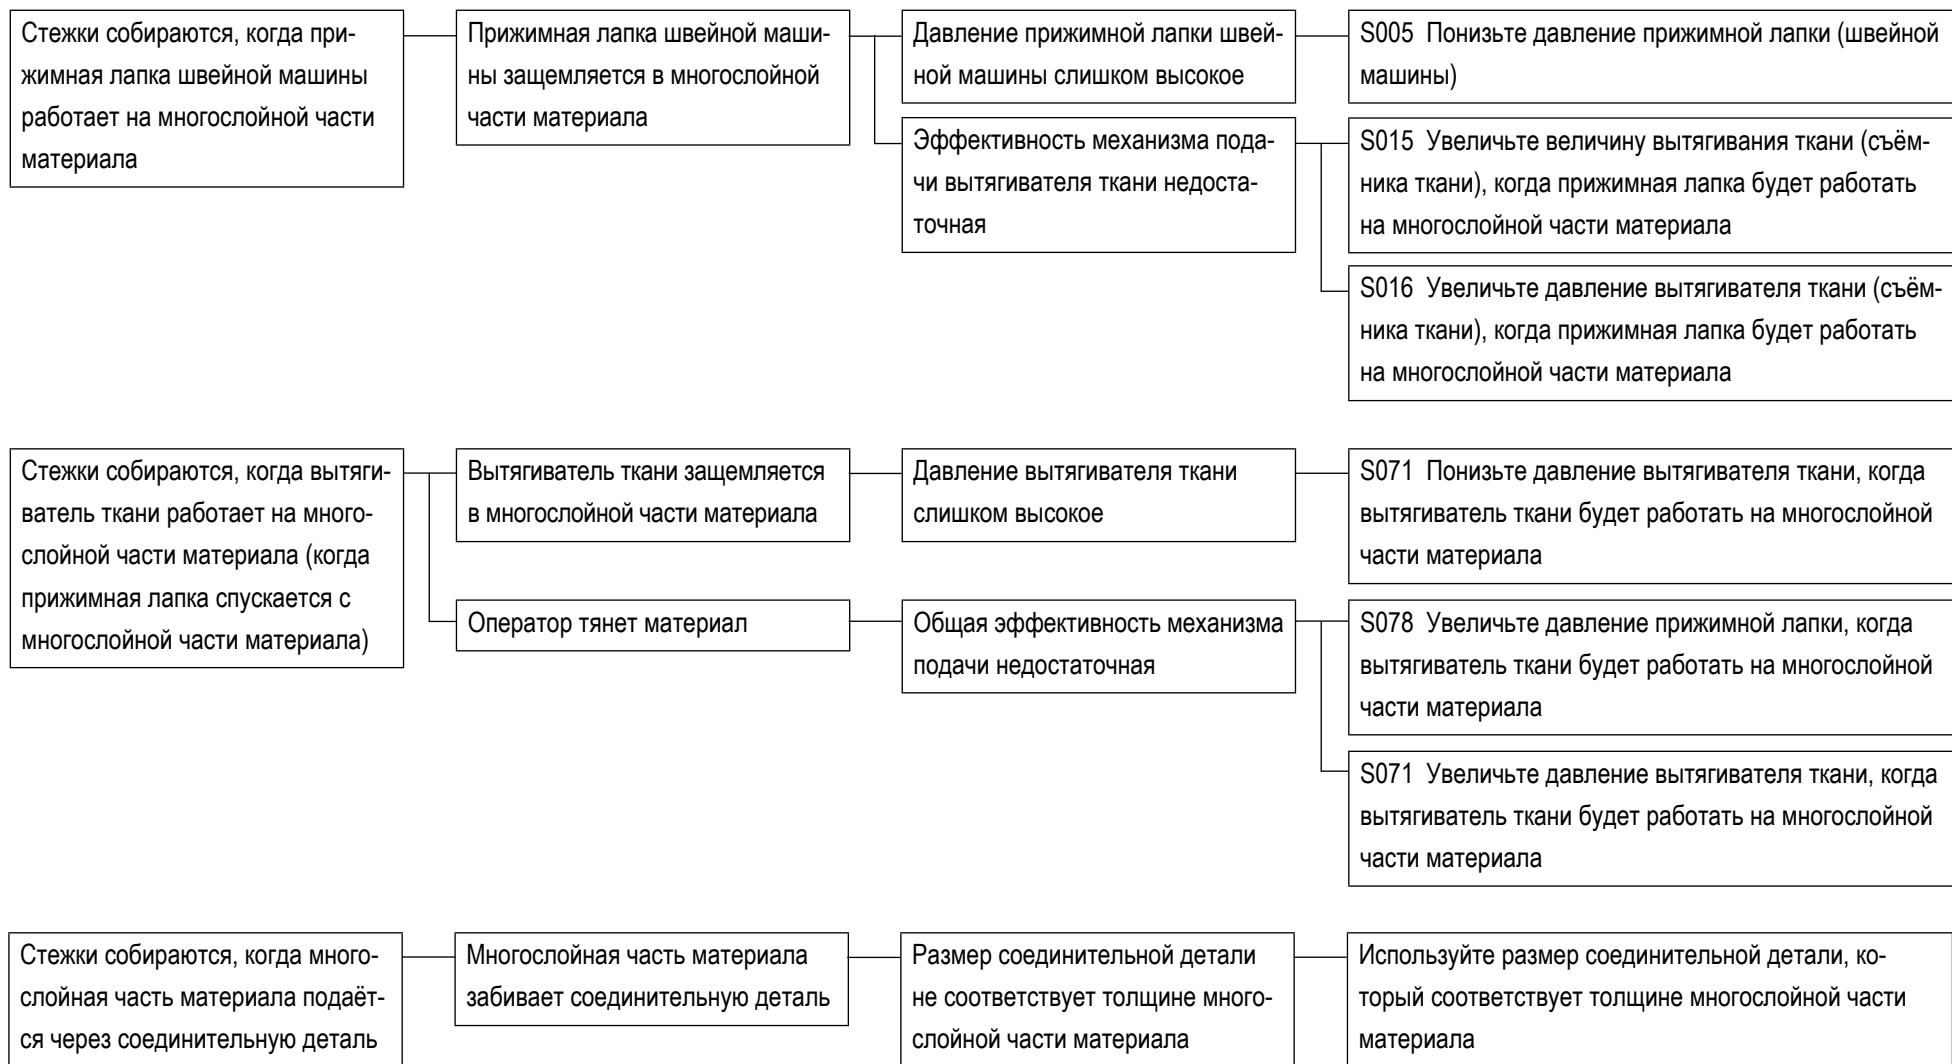 Стежки собираются, когда при-
жимная лапка швейной машины
работает на многослойной части
материала
Прижимная лапка швейной маши-
ны защемляется в многослойной
части материала
Давление прижимной лапки швей-
ной машины слишком высокое
S005 Понизьте давление прижимной лапки (швейной
машины)
Эффективность механизма пода-
чи вытягивателя ткани недоста-
точная
S015 Увеличьте величину вытягивания ткани (съём-
ника ткани), когда прижимная лапка будет работать
на многослойной части материала
S016 Увеличьте давление вытягивателя ткани (съём-
ника ткани), когда прижимная лапка будет работать
на многослойной части материала
Стежки собираются, когда вытяги-
ватель ткани работает на много-
слойной части материала (когда
прижимная лапка спускается с
многослойной части материала)
Вытягиватель ткани защемляется
в многослойной части материала
Давление вытягивателя ткани
слишком высокое
S071 Понизьте давление вытягивателя ткани, когда
вытягиватель ткани будет работать на многослойной
части материала
Оператор тянет материал
Общая эффективность механизма
подачи недостаточная
S078 Увеличьте давление прижимной лапки, когда
вытягиватель ткани будет работать на многослойной
части материала
S071 Увеличьте давление вытягивателя ткани, когда
вытягиватель ткани будет работать на многослойной
части материала
Стежки собираются, когда много-
слойная часть материала подаёт-
ся через соединительную деталь
Многослойная часть материала
забивает соединительную деталь
Размер соединительной детали
не соответствует толщине много-
слойной части материала
Используйте размер соединительной детали, ко-
торый соответствует толщине многослойной части
материала